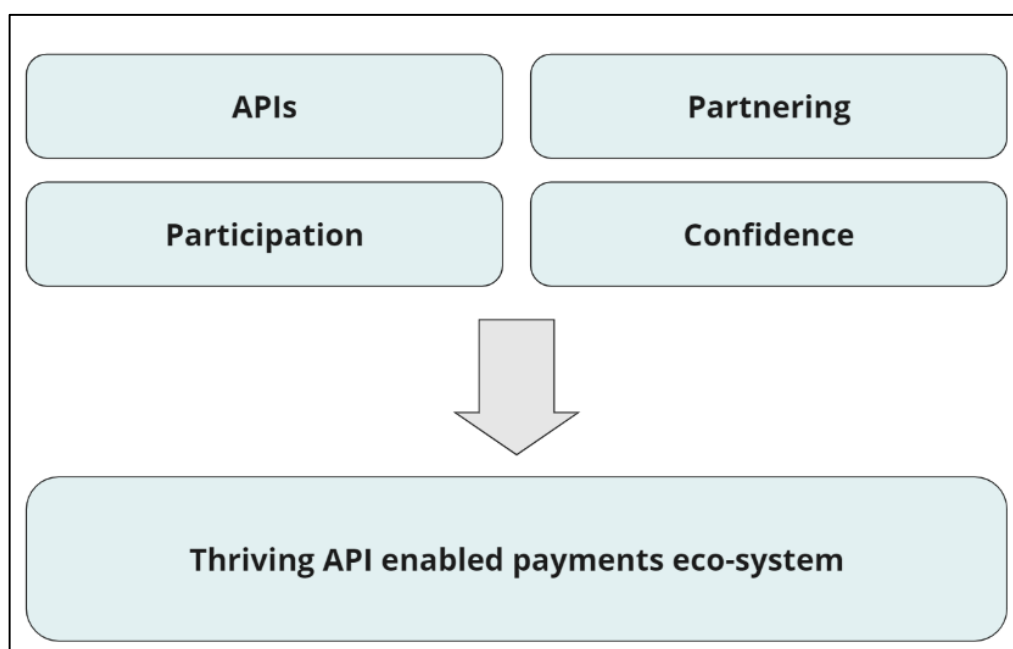 APIs
Partnering
Participation
Confidence
Thriving API enabled payments eco-system